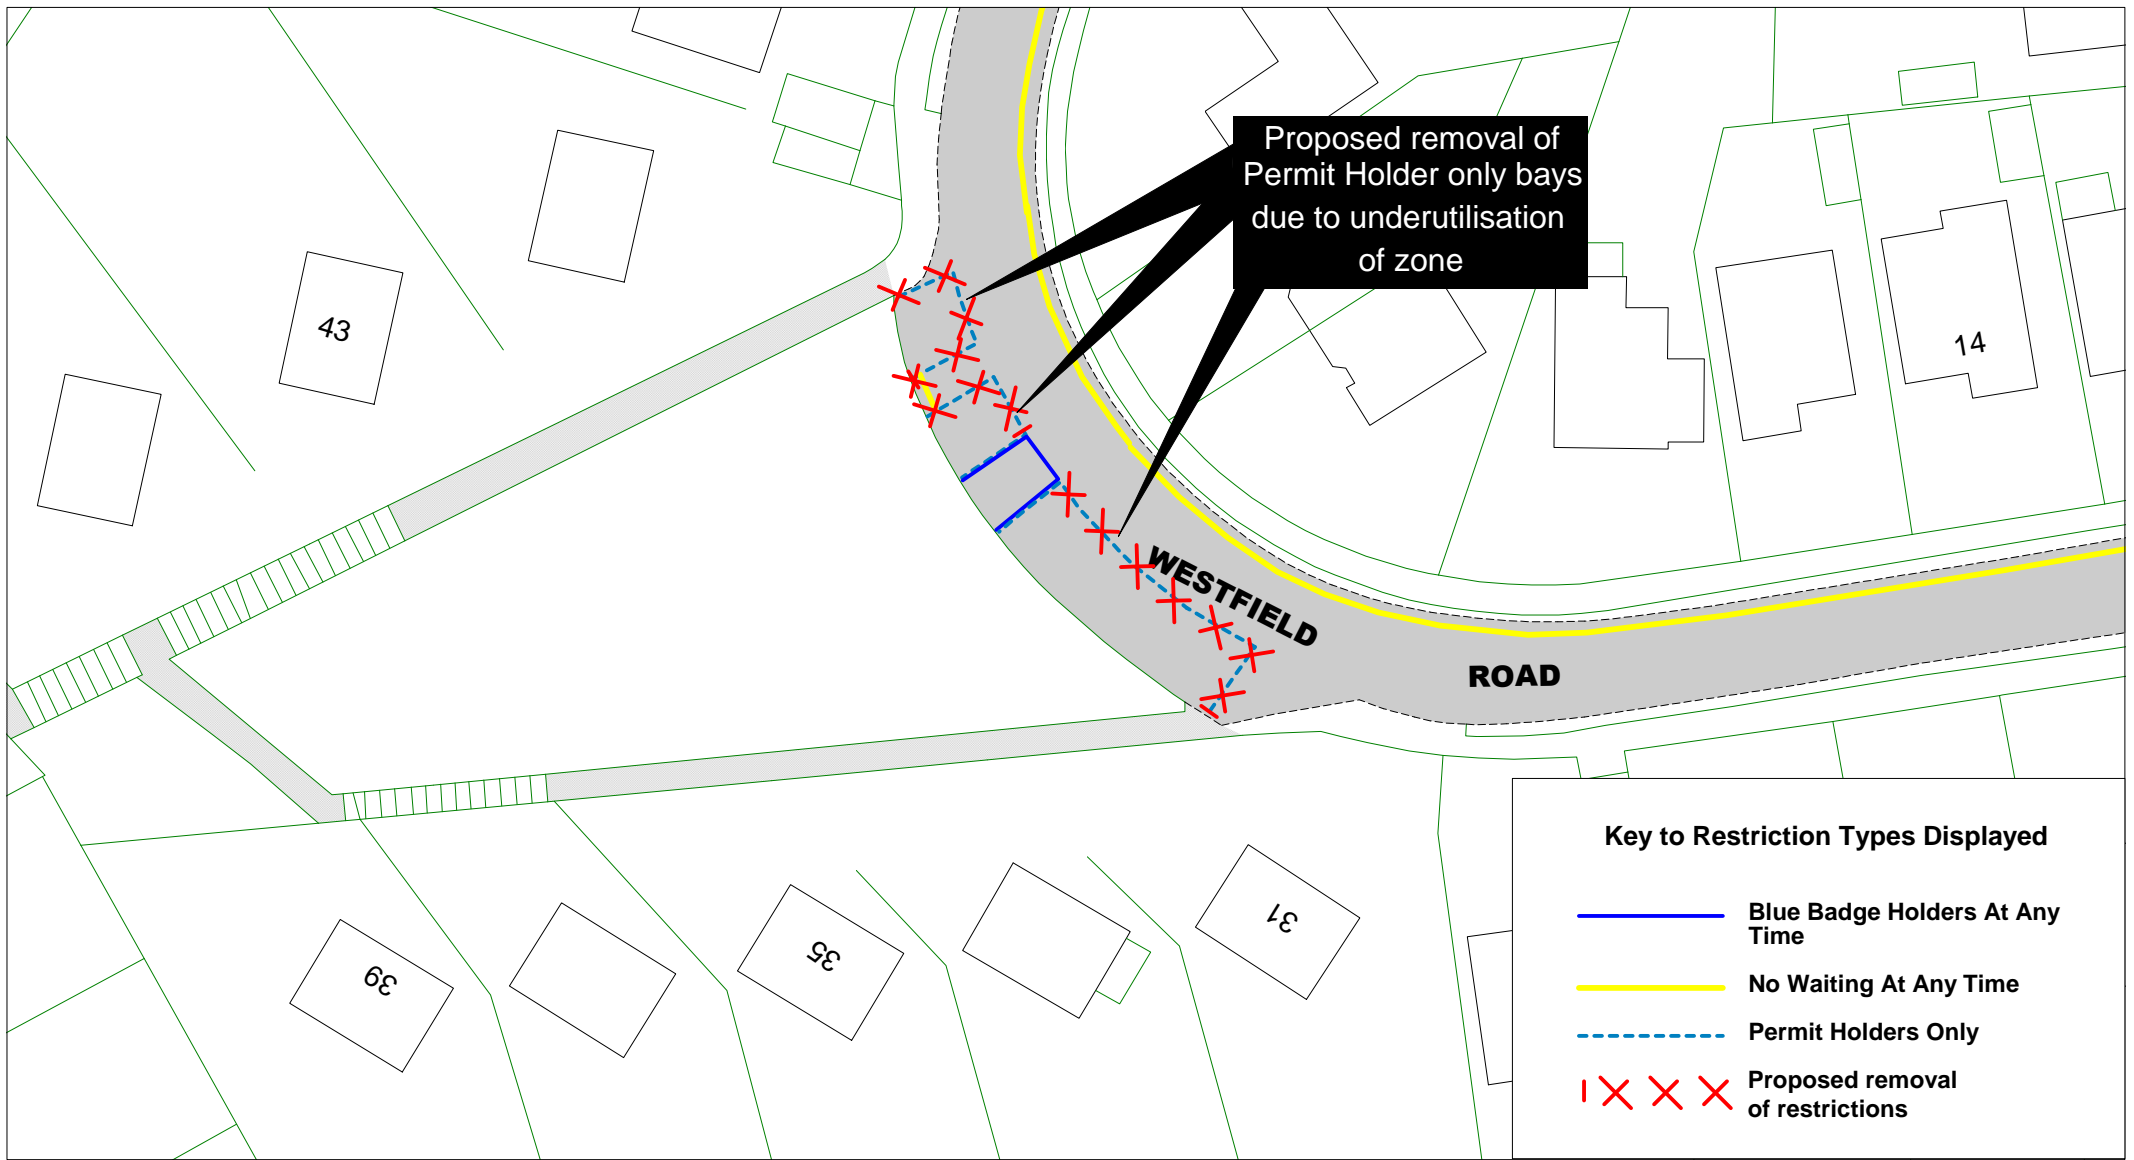 Proposed removal of
Permit Holder only bays
due to underutilisation
of zone
43
14
WESTFIELD
ROAD
39
35
31
Key to Restriction Types Displayed
Blue Badge Holders At Any
Time
No Waiting At Any Time
Permit Holders Only
Proposed removal
of restrictions